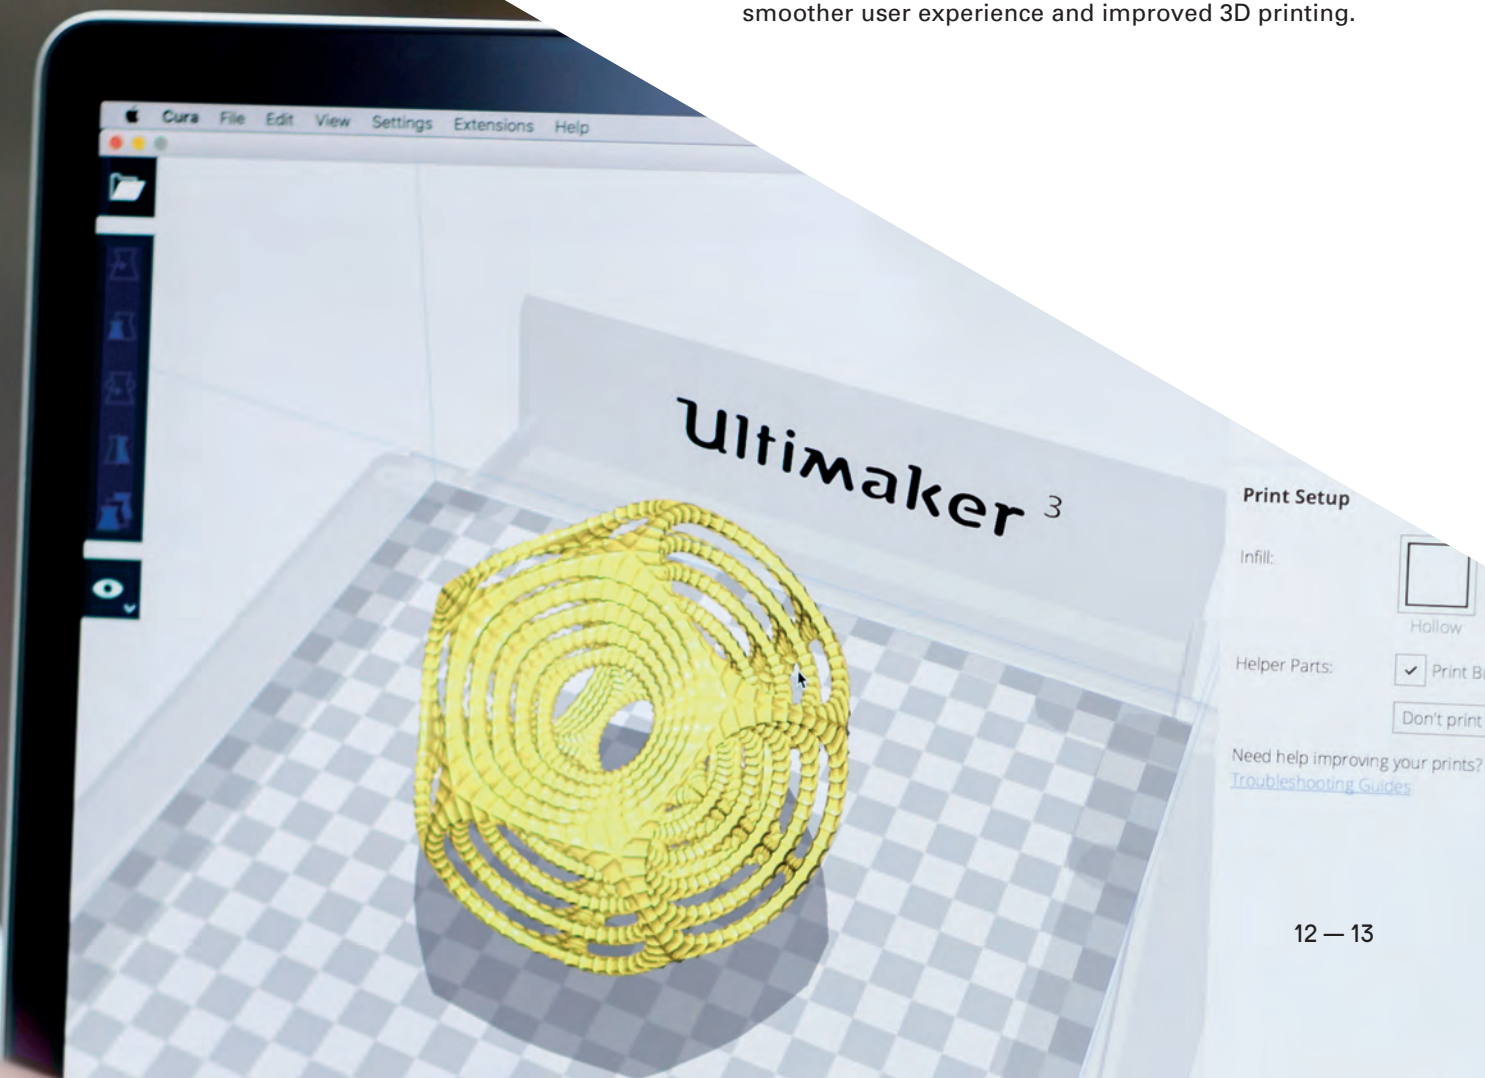 smoother user experience and improved 3D printing.
Cura File Edit View Settings Extensions Help
Ultimaker 3
Print Setup
Infill:
Hollow
Helper Parts:
Print
Don't print
Need help improving your prints?
Troubleshooting Guides
12 — 13